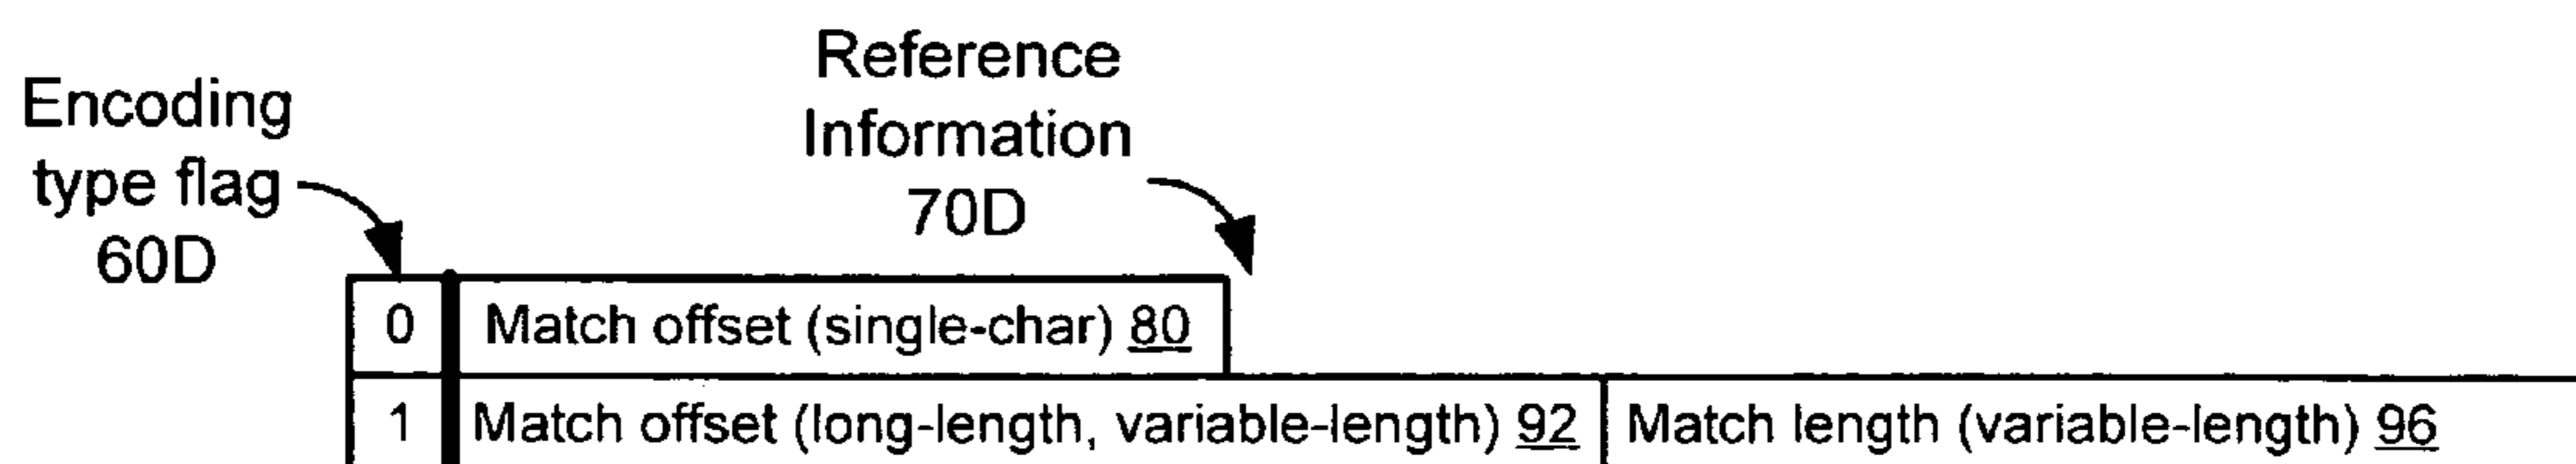 Encoding
type flag
60D
Reference
Information
70D
0 Match offset (single-char) 80
1 Match offset (long-length, variable-length) 92 Match length (variable-length) 96